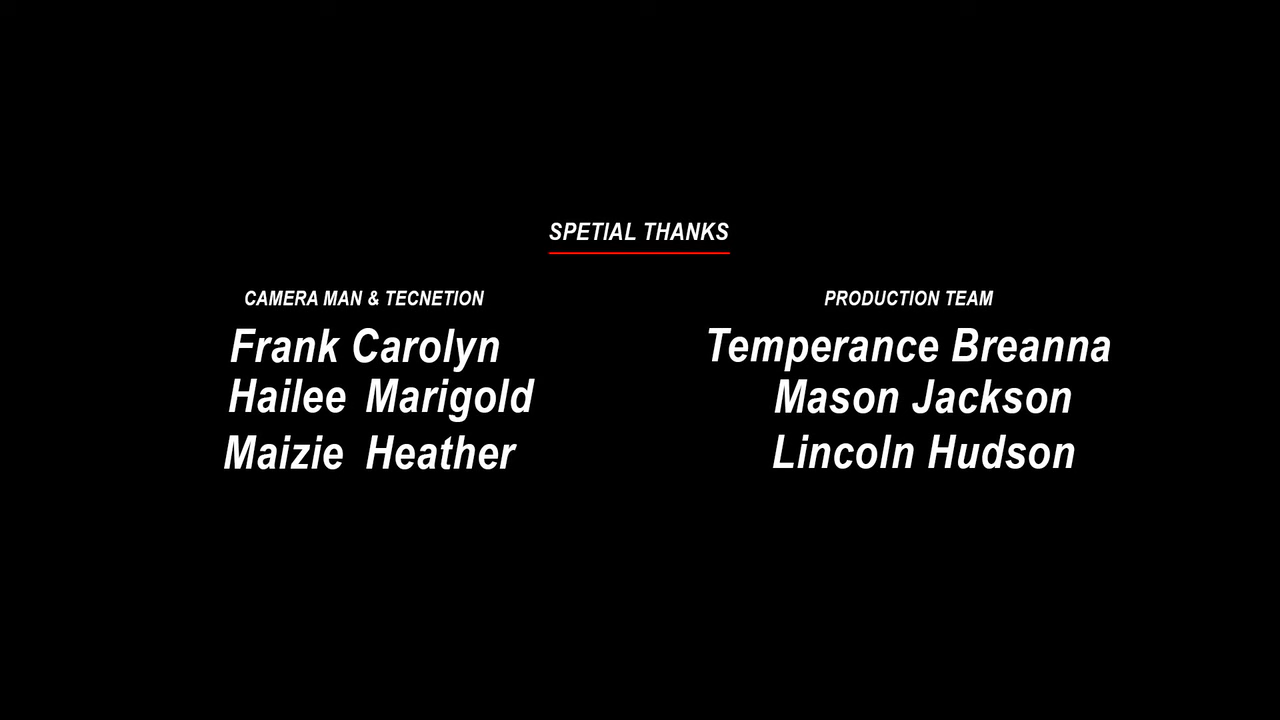 SPETIAL THANKS
CAMERA MAN & TECNETION
Frank Carolyn
Hailee Marigold
Maizie Heather
PRODUCTION TEAM
Temperance Breanna
Mason Jackson
Lincoln Hudson